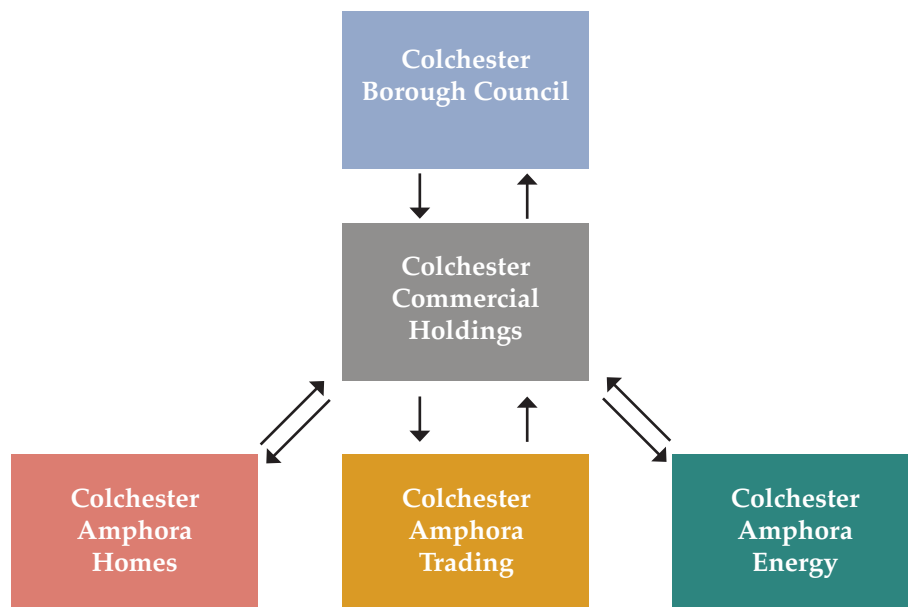 Colchester
Borough Council
Colchester
Commercial
Holdings
Colchester
Amphora
Homes
Colchester
Amphora
Trading
Colchester
Amphora
Energy